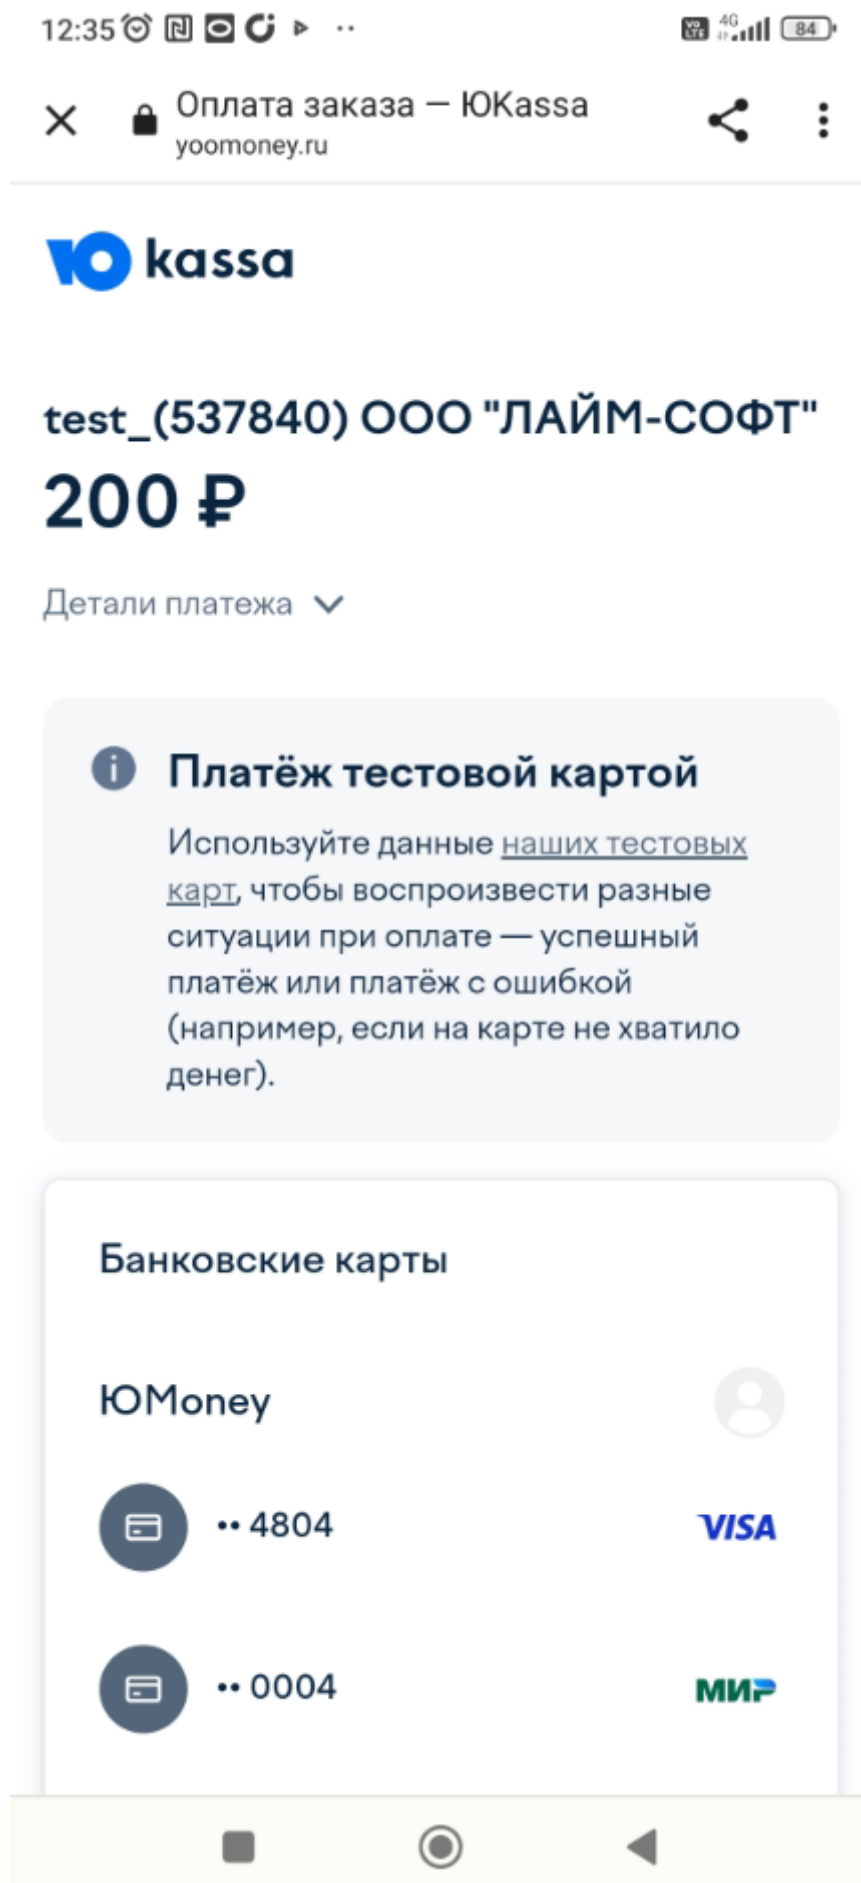 12:35
Vo LTE 4G 84
Оплата заказа — ЮKassa
yoomoney.ru
Ю kassa
test_(537840) ООО "ЛАЙМ-СОФТ"
200 ₽
Детали платежа
Платёж тестовой картой
Используйте данные наших тестовых
карт, чтобы воспроизвести разные
ситуации при оплате — успешный
платёж или платёж с ошибкой
(например, если на карте не хватило
денег).
Банковские карты
ЮMoney
•• 4804 VISA
•• 0004 МИР